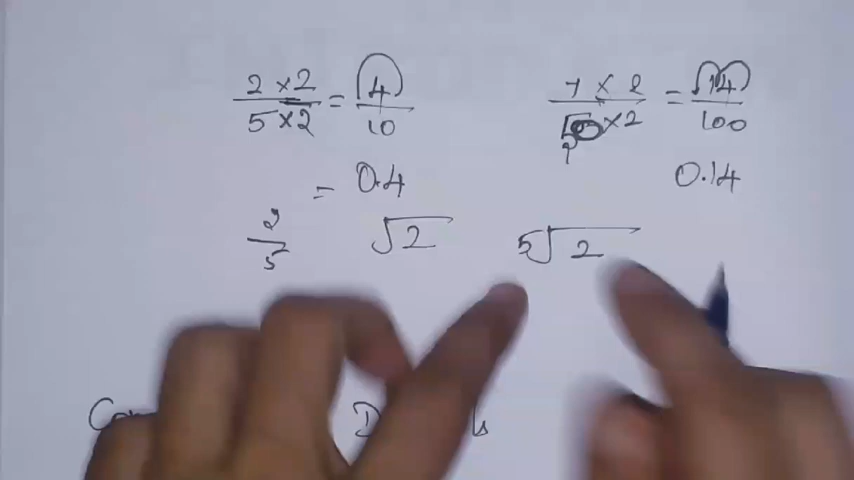 2 × 2 / 5 × 2 = 4 / 10
7 × 2 / 50 × 2 = 14 / 100
= 0.4
0.14
2 / 5
√2
5√2